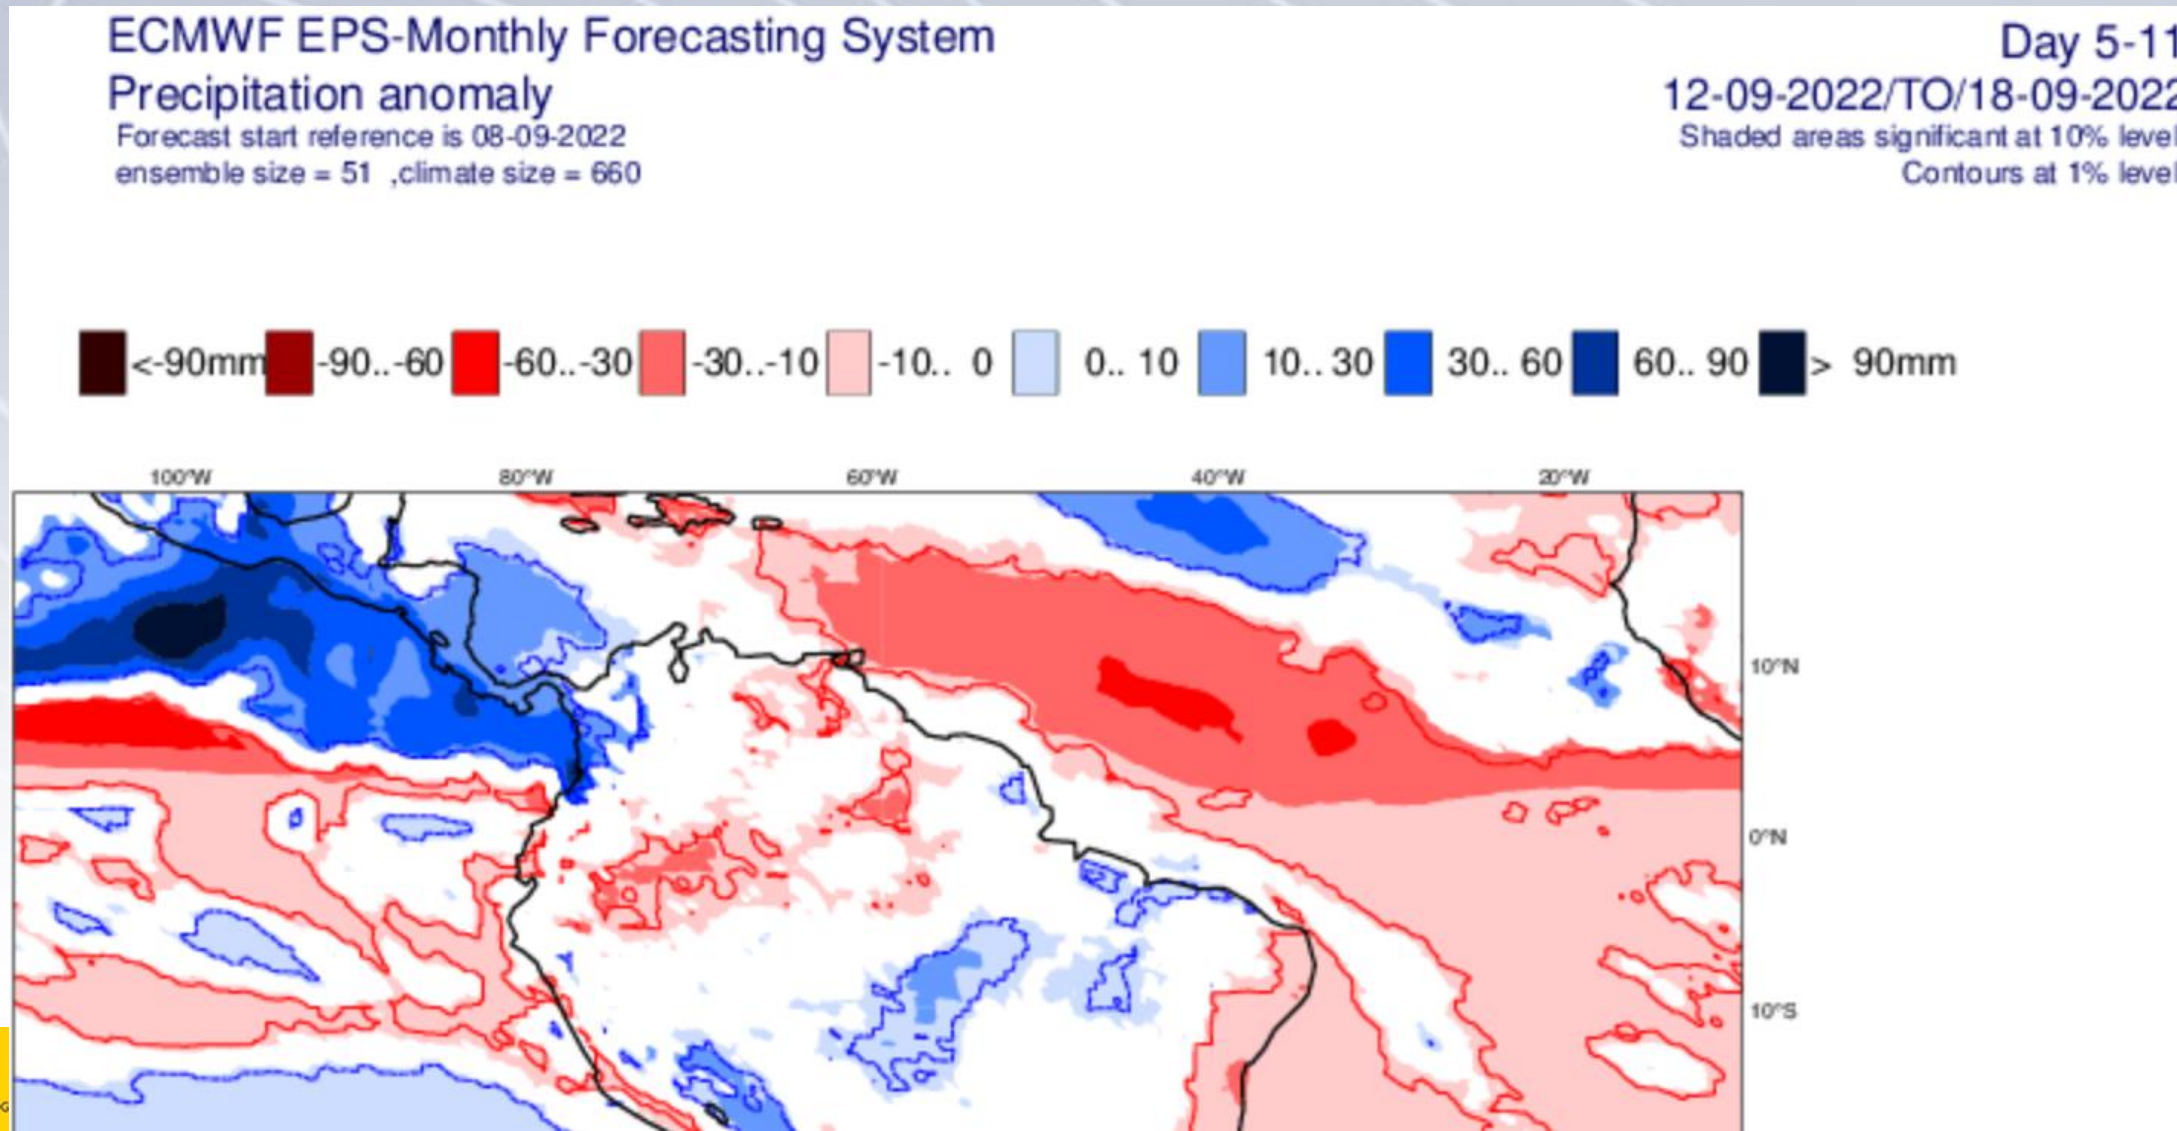 ECMWF EPS-Monthly Forecasting System
Day 5-11
Precipitation anomaly
12-09-2022/TO/18-09-2022
Forecast start reference is 08-09-2022
Shaded areas significant at 10% level
ensemble size = 51 ,climate size = 660
Contours at 1% level
<-90mm -90..-60 -60..-30 -30..-10 -10.. 0 0.. 10 10.. 30 30.. 60 60.. 90 > 90mm
100°W 80°W 60°W 40°W 20°W
10°N
0°N
10°S